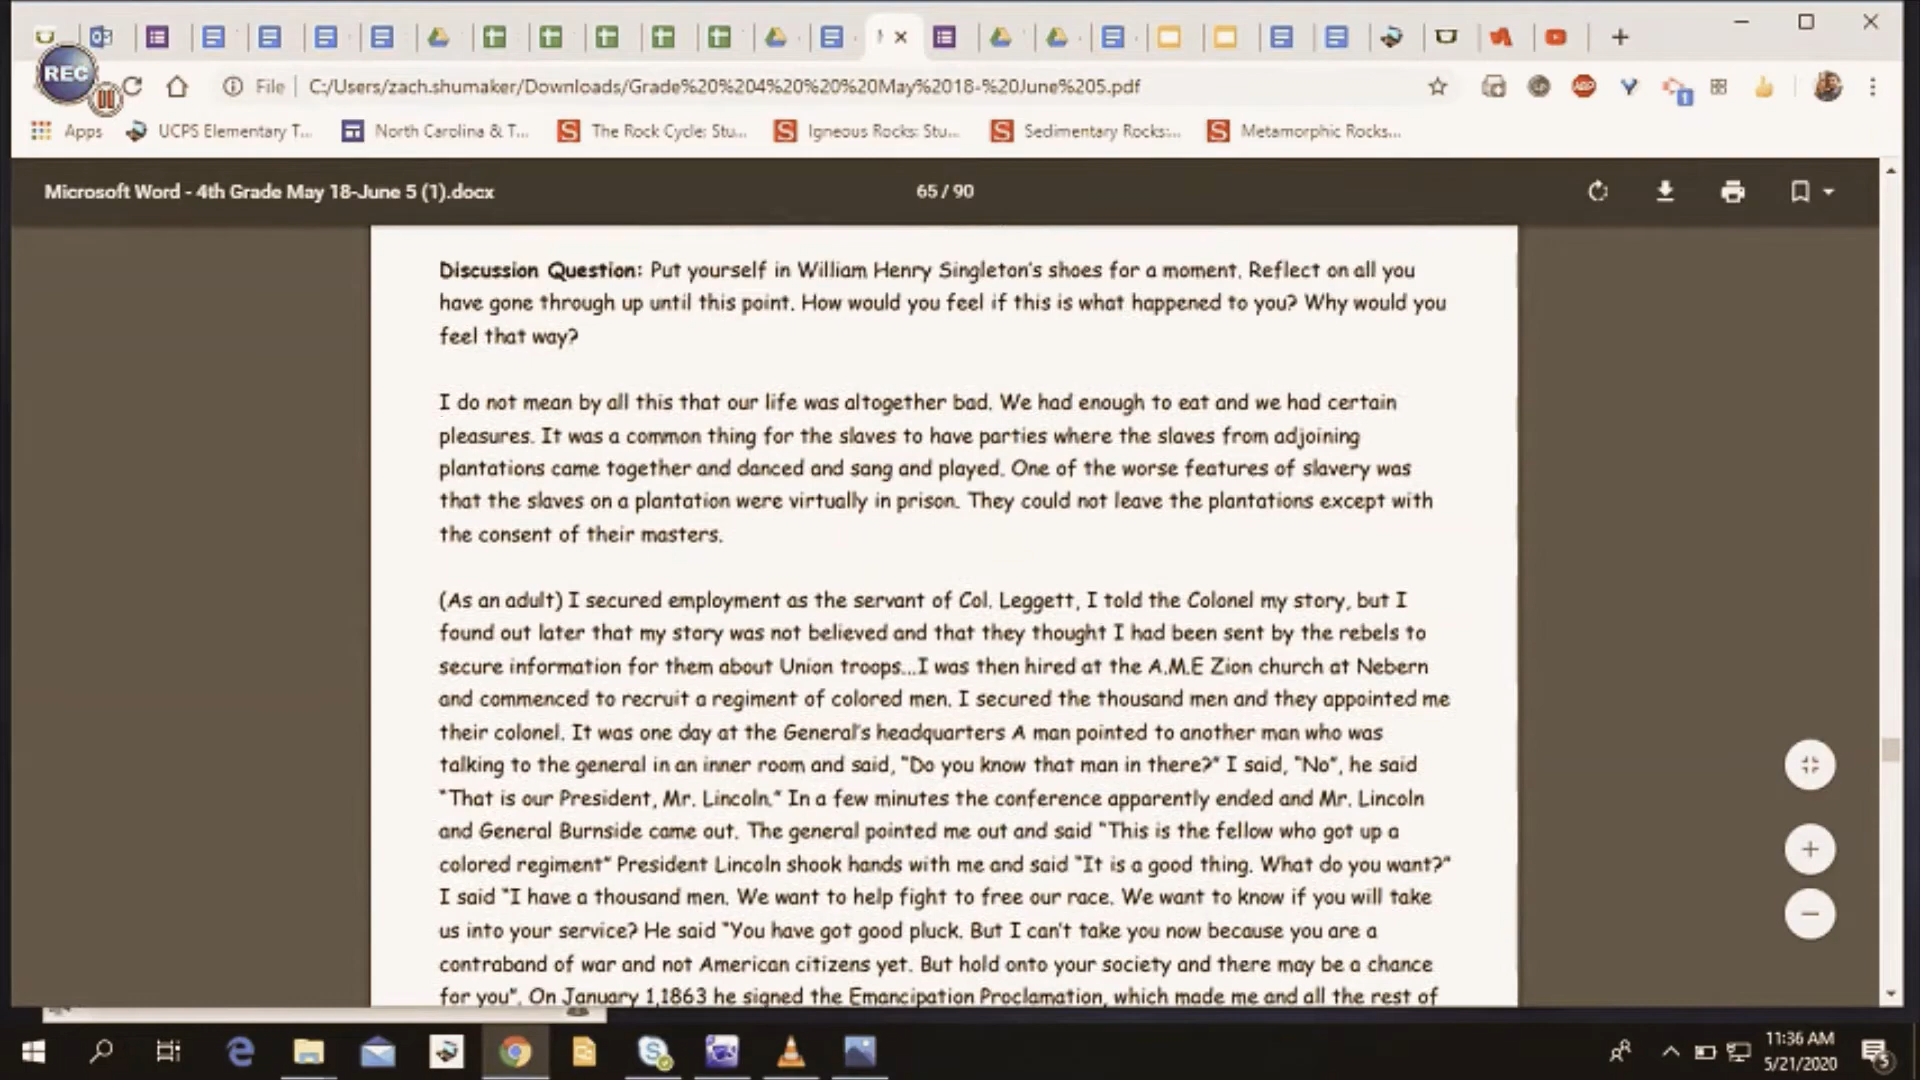 REC
File | C:/Users/zach.shumaker/Downloads/Grade%20%204%20%20%20May%2018-%20June%205.pdf
ABP
1
Apps UCPS Elementary T... North Carolina & T... The Rock Cycle: Stu... Igneous Rocks: Stu... Sedimentary Rocks:... Metamorphic Rocks...
Microsoft Word - 4th Grade May 18-June 5 (1).docx 65 / 90
Discussion Question: Put yourself in William Henry Singleton's shoes for a moment. Reflect on all you
have gone through up until this point. How would you feel if this is what happened to you? Why would you
feel that way?
I do not mean by all this that our life was altogether bad. We had enough to eat and we had certain
pleasures. It was a common thing for the slaves to have parties where the slaves from adjoining
plantations came together and danced and sang and played. One of the worse features of slavery was
that the slaves on a plantation were virtually in prison. They could not leave the plantations except with
the consent of their masters.
(As an adult) I secured employment as the servant of Col. Leggett, I told the Colonel my story, but I
found out later that my story was not believed and that they thought I had been sent by the rebels to
secure information for them about Union troops...I was then hired at the A.M.E Zion church at Nebern
and commenced to recruit a regiment of colored men. I secured the thousand men and they appointed me
their colonel. It was one day at the General's headquarters A man pointed to another man who was
talking to the general in an inner room and said, "Do you know that man in there?" I said, "No", he said
"That is our President, Mr. Lincoln." In a few minutes the conference apparently ended and Mr. Lincoln
and General Burnside came out. The general pointed me out and said "This is the fellow who got up a
colored regiment" President Lincoln shook hands with me and said "It is a good thing. What do you want?"
I said "I have a thousand men. We want to help fight to free our race. We want to know if you will take
us into your service? He said "You have got good pluck. But I can't take you now because you are a
contraband of war and not American citizens yet. But hold onto your society and there may be a chance
for you". On January 1,1863 he signed the Emancipation Proclamation, which made me and all the rest of
11:36 AM
5/21/2020
5